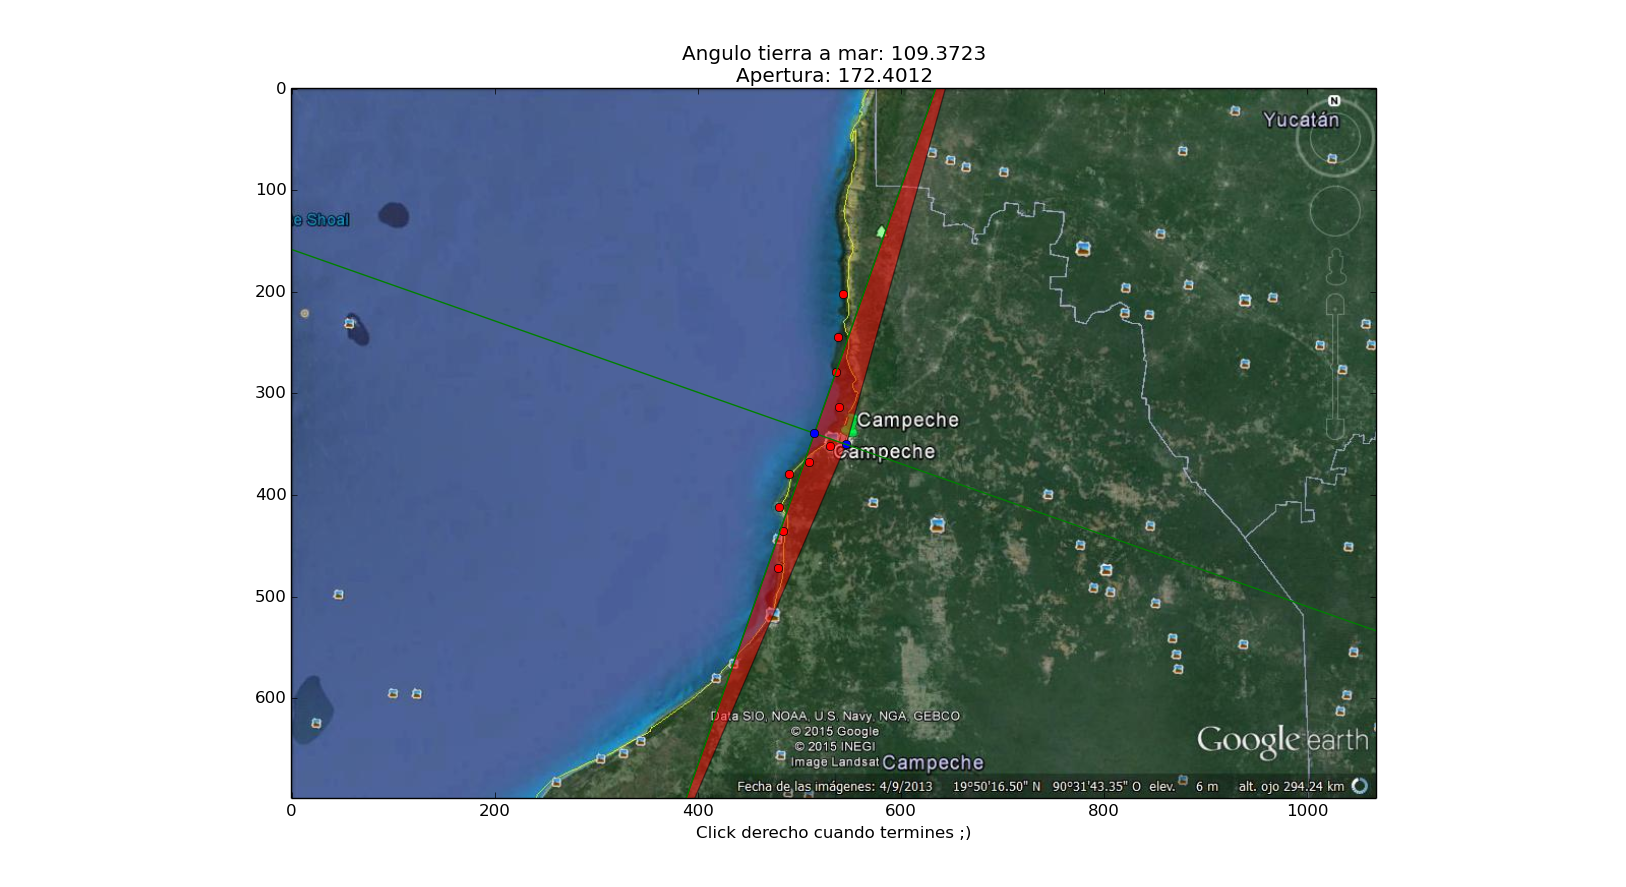 Angulo tierra a mar: 109.3723
Apertura: 172.4012
0
N
Yucatán
100
e Shoal
200
300
Campeche
Campeche
400
500
600
Data SIO, NOAA, U.S. Navy, NGA, GEBCO
© 2015 Google
© 2015 INEGI
Image Landsat
Campeche
Google earth
Fecha de las imágenes: 4/9/2013 19°50'16.50" N 90°31'43.35" O elev. 6 m alt. ojo 294.24 km
0 200 400 600 800 1000
Click derecho cuando termines ;)